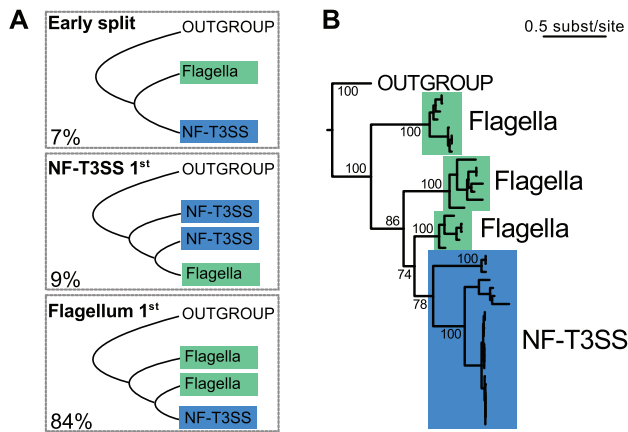 A
Early split
OUTGROUP
Flagella
NF-T3SS
7%
NF-T3SS 1st
OUTGROUP
NF-T3SS
NF-T3SS
Flagella
9%
Flagellum 1st
OUTGROUP
Flagella
Flagella
NF-T3SS
84%
B
0.5 subst/site
OUTGROUP
100
Flagella
100
100
Flagella
100
86
Flagella
100
74
100
78
100
NF-T3SS